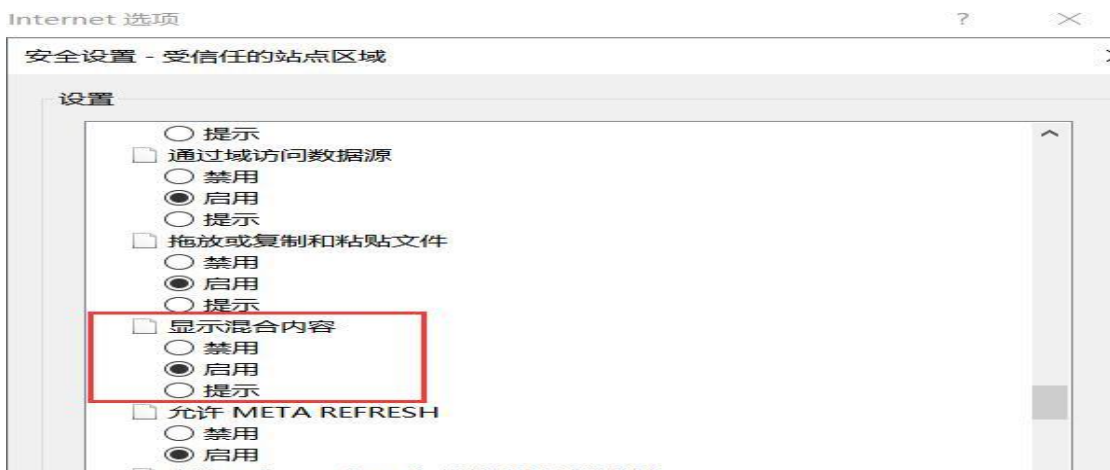 Internet 选项
安全设置 - 受信任的站点区域
设置
提示
通过域访问数据源
禁用
启用
提示
拖放或复制和粘贴文件
禁用
启用
提示
显示混合内容
禁用
启用
提示
允许 META REFRESH
禁用
启用